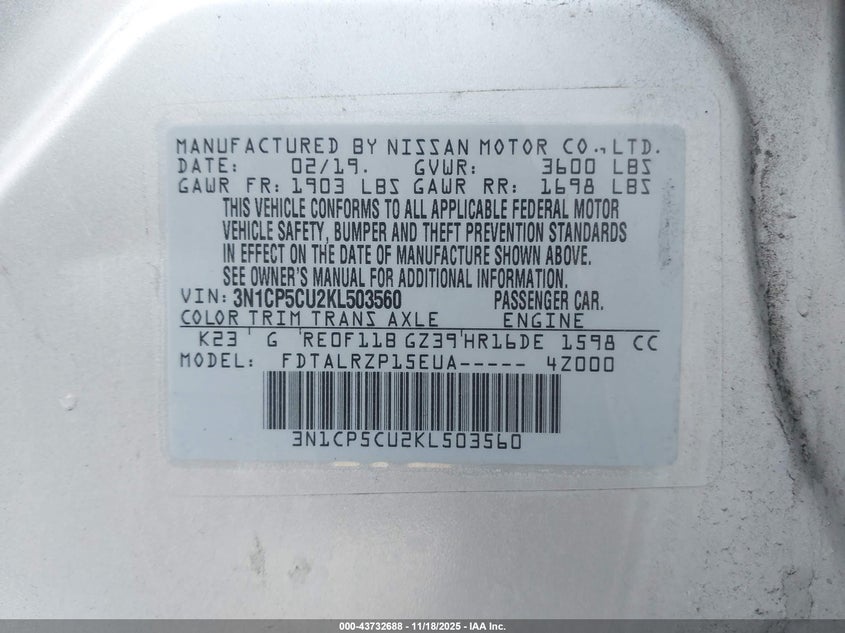 MANUFACTURED BY NISSAN MOTOR CO., LTD.
DATE: 02/19. GVWR: 3600 LBS
GAWR FR: 1903 LBS GAWR RR: 1698 LBS
THIS VEHICLE CONFORMS TO ALL APPLICABLE FEDERAL MOTOR
VEHICLE SAFETY, BUMPER AND THEFT PREVENTION STANDARDS
IN EFFECT ON THE DATE OF MANUFACTURE SHOWN ABOVE.
SEE OWNER'S MANUAL FOR ADDITIONAL INFORMATION.
VIN: 3N1CP5CU2KL503560 PASSENGER CAR.
COLOR TRIM TRANS AXLE ENGINE
K23 G RE0F11B GZ39 HR16DE 1598 CC
MODEL: FDTALRZP15EUA----- 4Z000
3N1CP5CU2KL503560
000-43732688 - 11/18/2025 - IAA Inc.